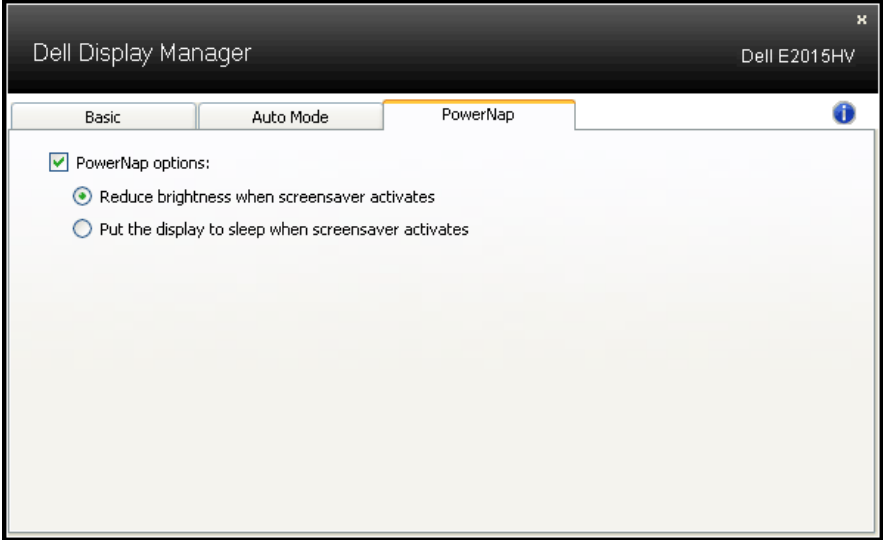 Dell Display Manager
Dell E2015HV
Basic
Auto Mode
PowerNap
PowerNap options:
Reduce brightness when screensaver activates
Put the display to sleep when screensaver activates